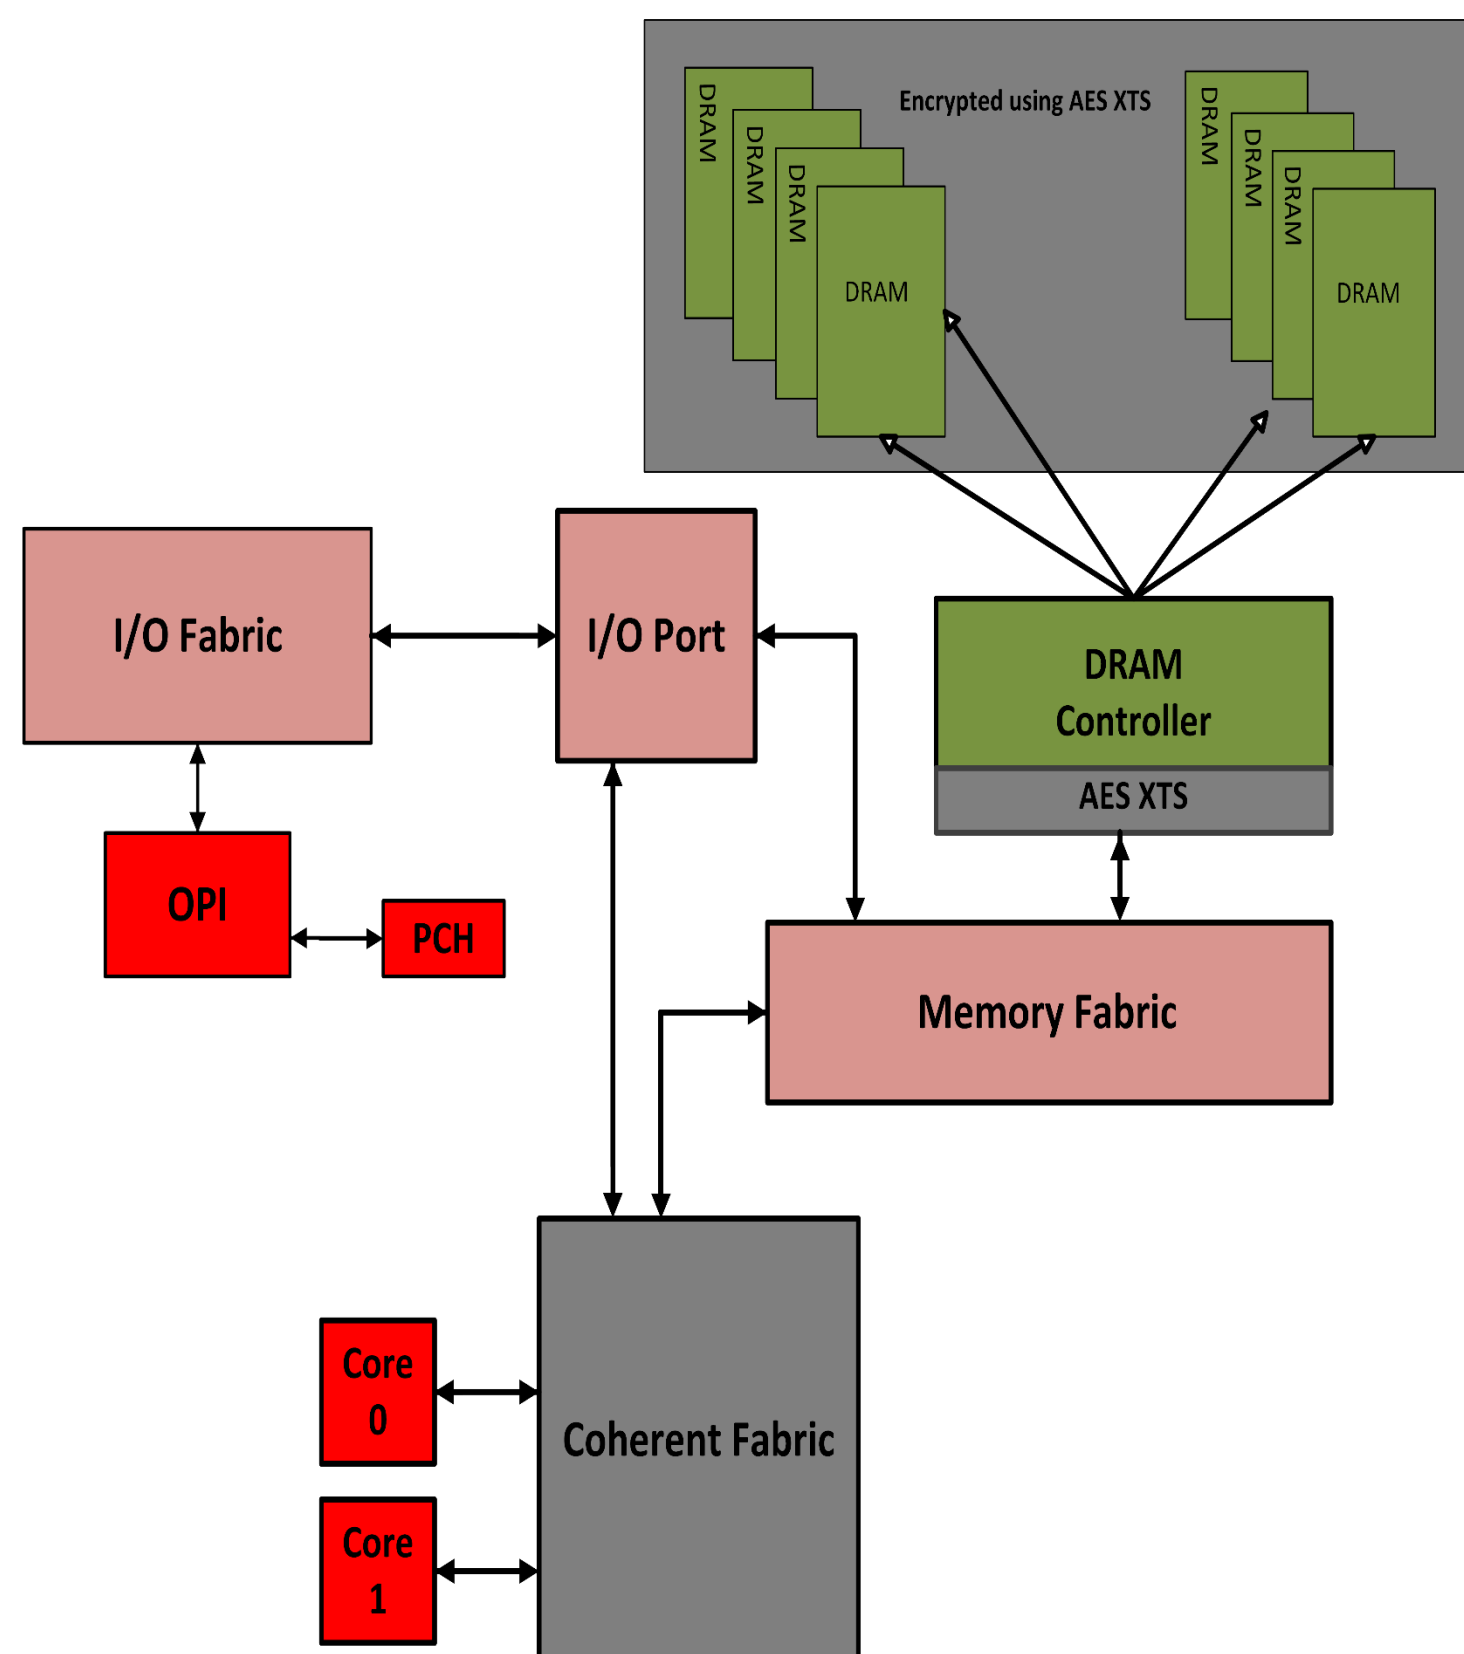 Encrypted using AES XTS
DRAM
DRAM
DRAM
DRAM
DRAM
DRAM
DRAM
DRAM
I/O Fabric
I/O Port
DRAM
Controller
AES XTS
OPI
PCH
Memory Fabric
Core
0
Coherent Fabric
Core
1